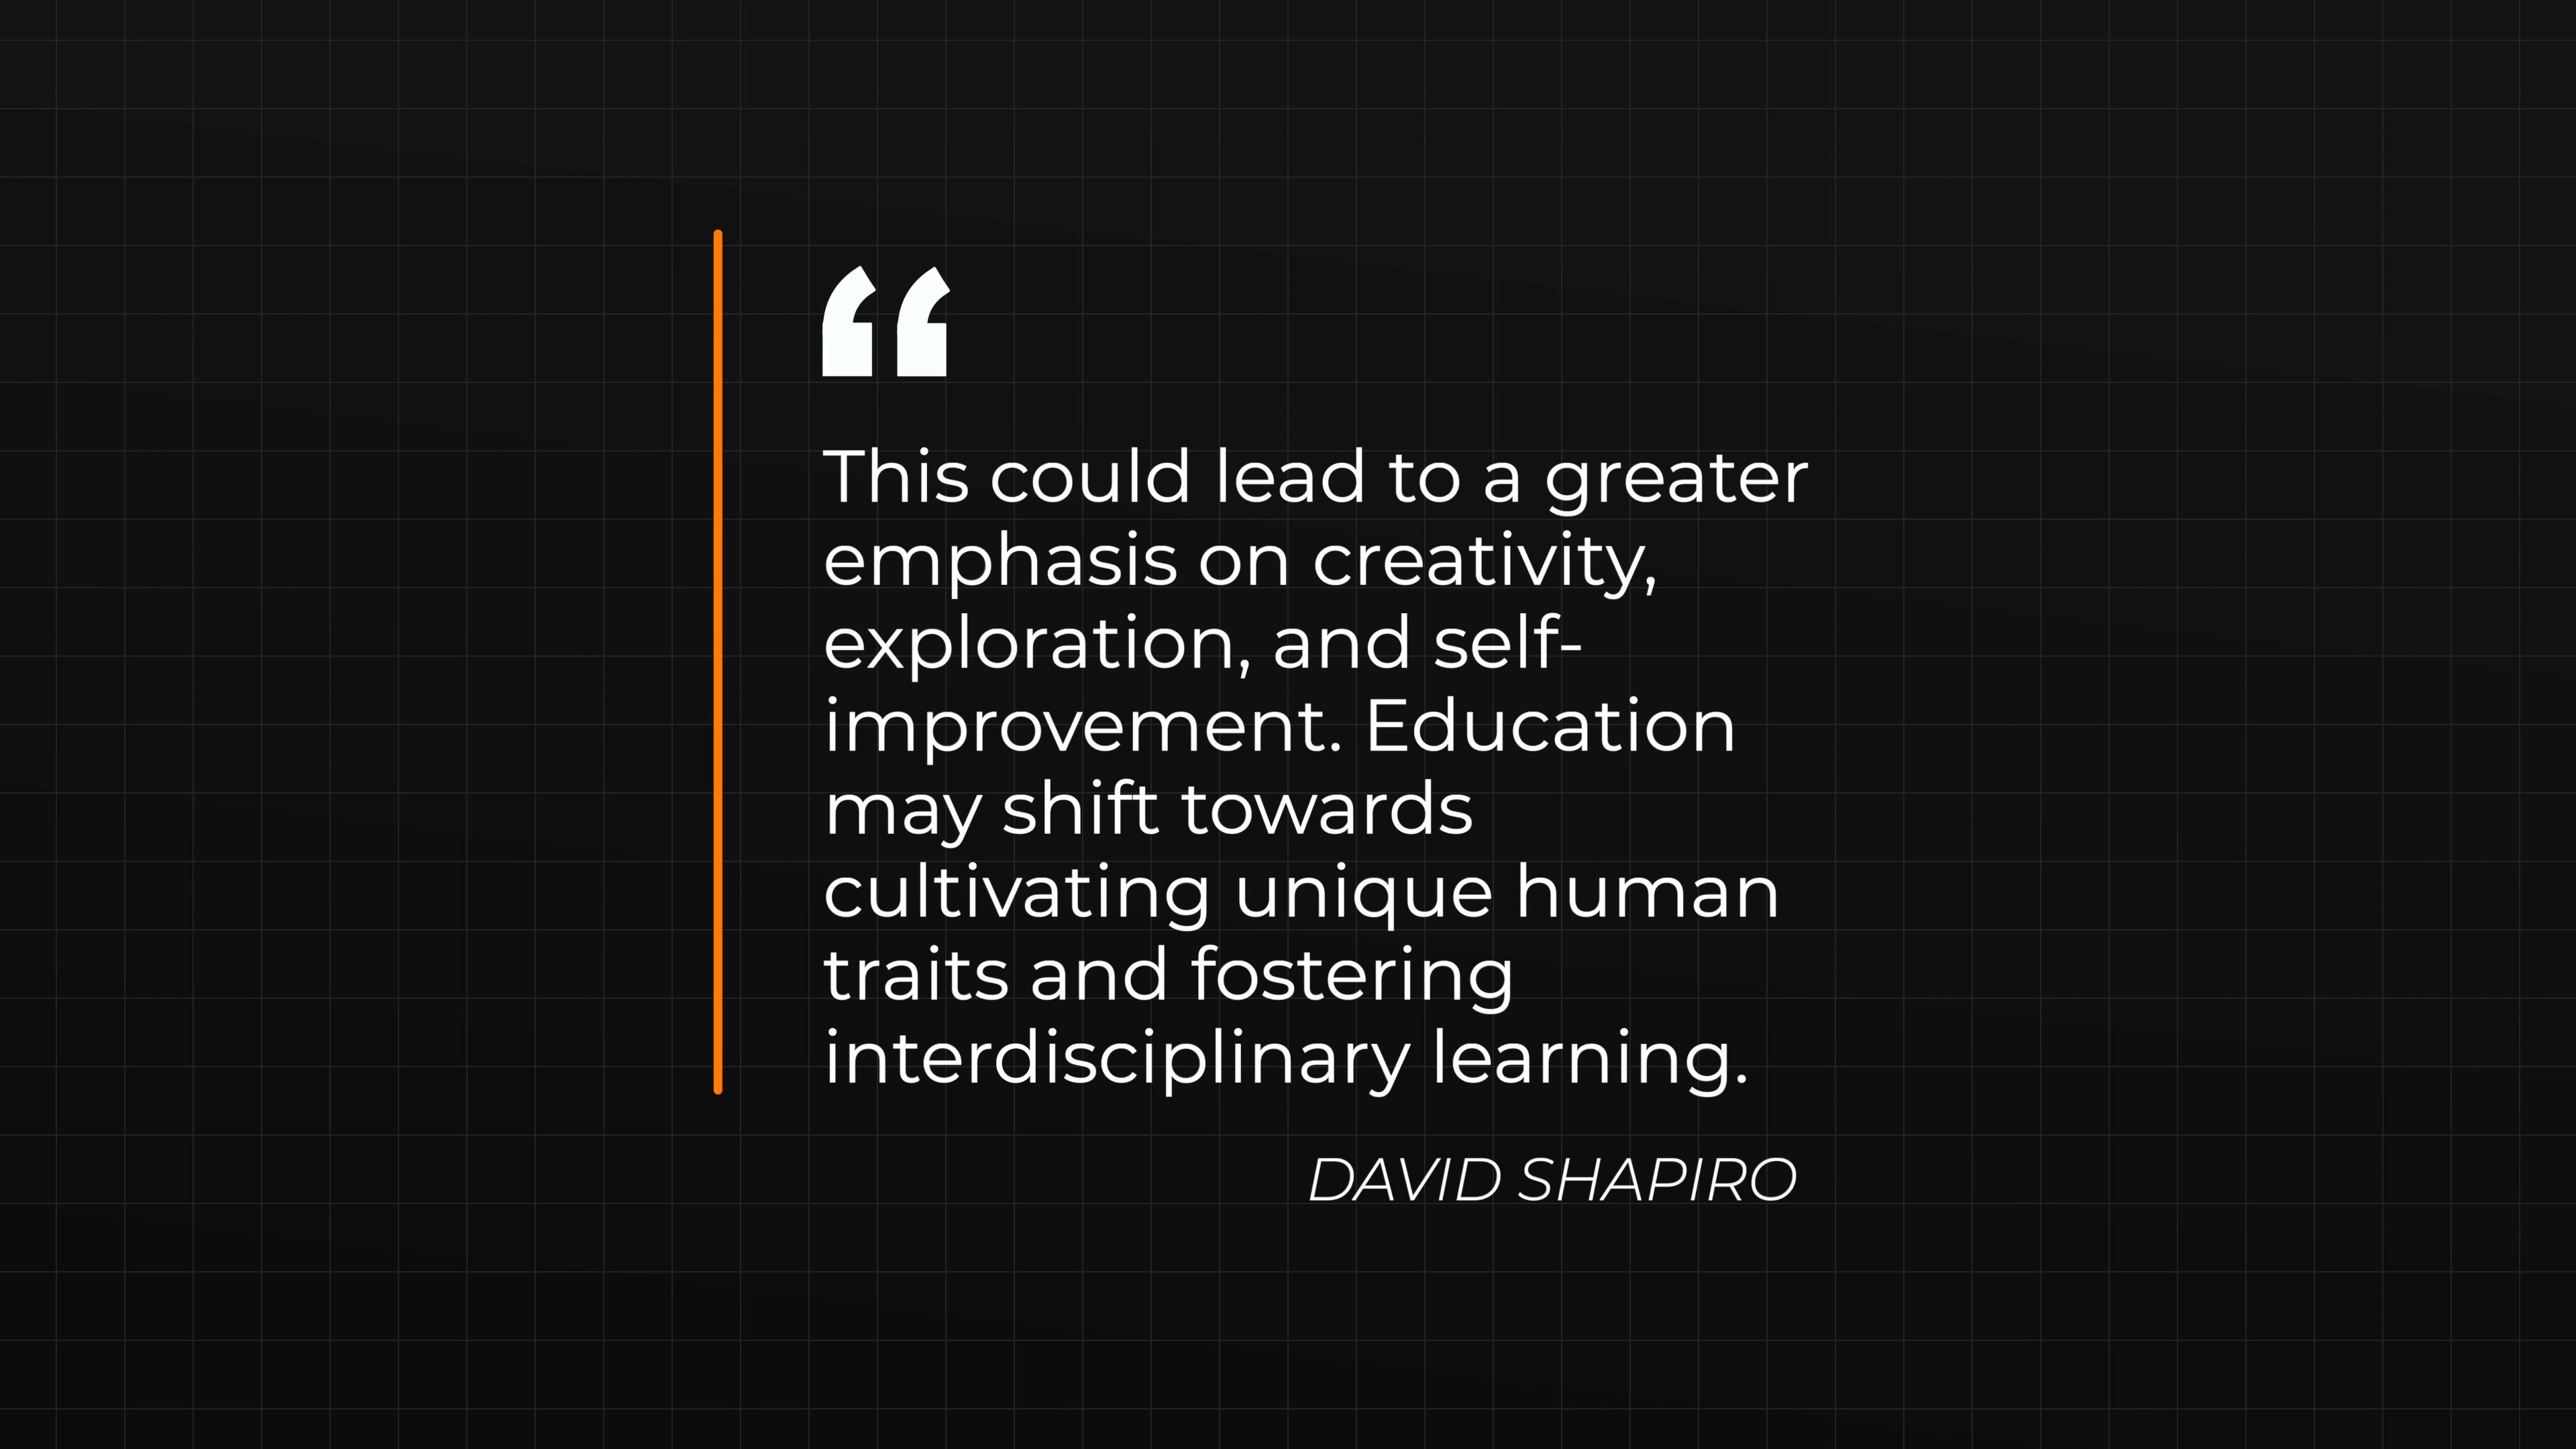 “
This could lead to a greater
emphasis on creativity,
exploration, and self-
improvement. Education
may shift towards
cultivating unique human
traits and fostering
interdisciplinary learning.
DAVID SHAPIRO